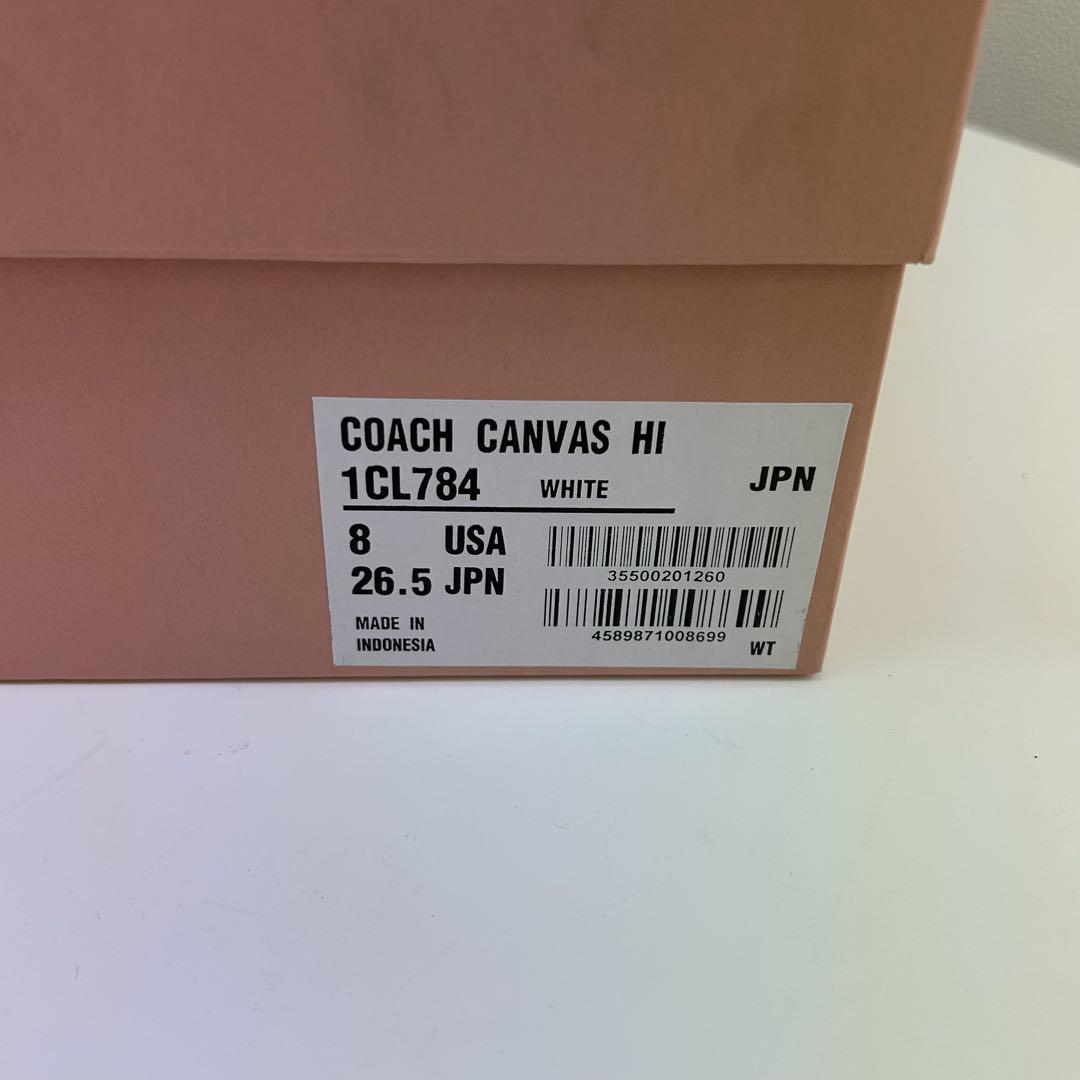 COACH CANVAS HI
1CL784 WHITE JPN
8 USA
26.5 JPN
35500201260
4589871008699
MADE IN
INDONESIA
WT